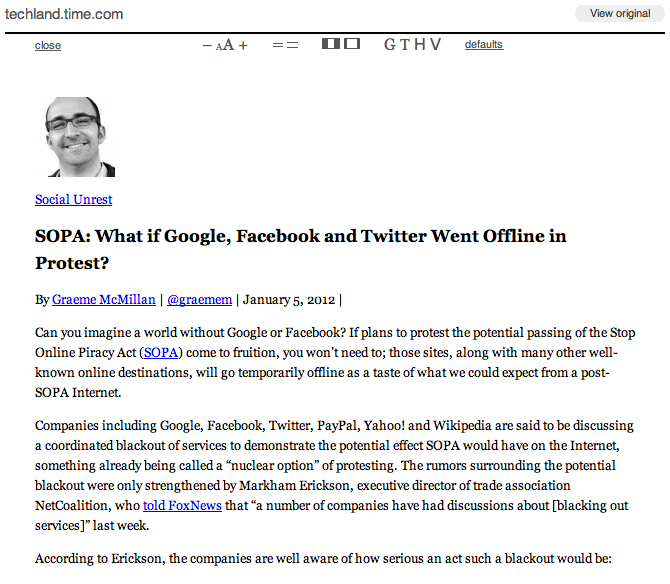 techland.time.com
View original
close
− AA +
G T H V
defaults
Social Unrest
SOPA: What if Google, Facebook and Twitter Went Offline in
Protest?
By Graeme McMillan | @graemem | January 5, 2012 |
Can you imagine a world without Google or Facebook? If plans to protest the potential passing of the Stop
Online Piracy Act (SOPA) come to fruition, you won’t need to; those sites, along with many other well-
known online destinations, will go temporarily offline as a taste of what we could expect from a post-
SOPA Internet.
Companies including Google, Facebook, Twitter, PayPal, Yahoo! and Wikipedia are said to be discussing
a coordinated blackout of services to demonstrate the potential effect SOPA would have on the Internet,
something already being called a “nuclear option” of protesting. The rumors surrounding the potential
blackout were only strengthened by Markham Erickson, executive director of trade association
NetCoalition, who told FoxNews that “a number of companies have had discussions about [blacking out
services]” last week.
According to Erickson, the companies are well aware of how serious an act such a blackout would be: